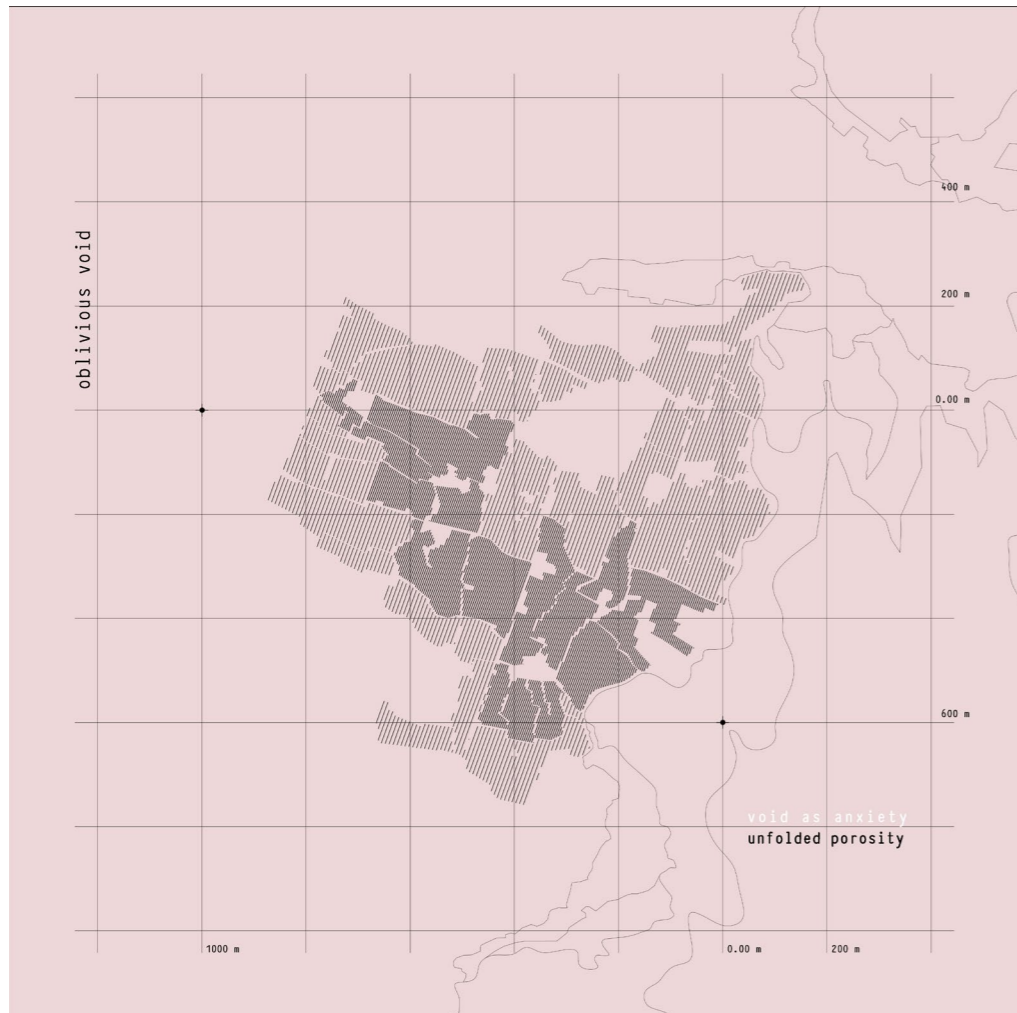 400 m
oblivious void
200 m
0.00 m
600 m
void as anxiety
unfolded porosity
1000 m
0.00 m
200 m